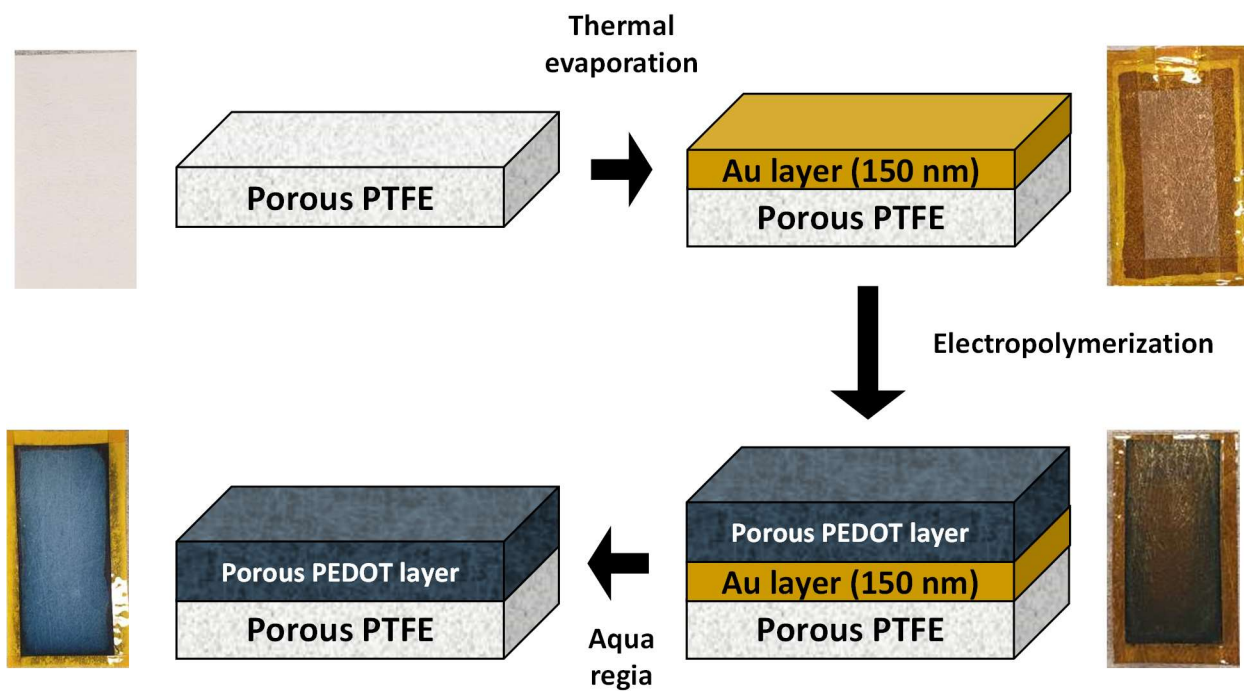 Thermal
evaporation
Porous PTFE
Au layer (150 nm)
Porous PTFE
Electropolymerization
Porous PEDOT layer
Au layer (150 nm)
Porous PTFE
Aqua
regia
Porous PEDOT layer
Porous PTFE